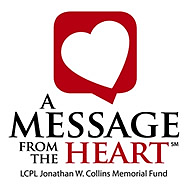 A
MESSAGE
FROM THE HEART℠
LCPL Jonathan W. Collins Memorial Fund